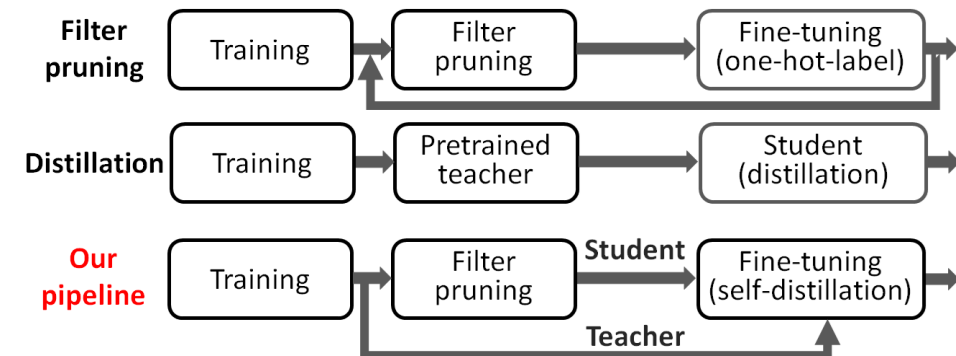 Filter
pruning
Training
Filter
pruning
Fine-tuning
(one-hot-label)
Distillation
Training
Pretrained
teacher
Student
(distillation)
Our
pipeline
Training
Filter
pruning
Student
Fine-tuning
(self-distillation)
Teacher